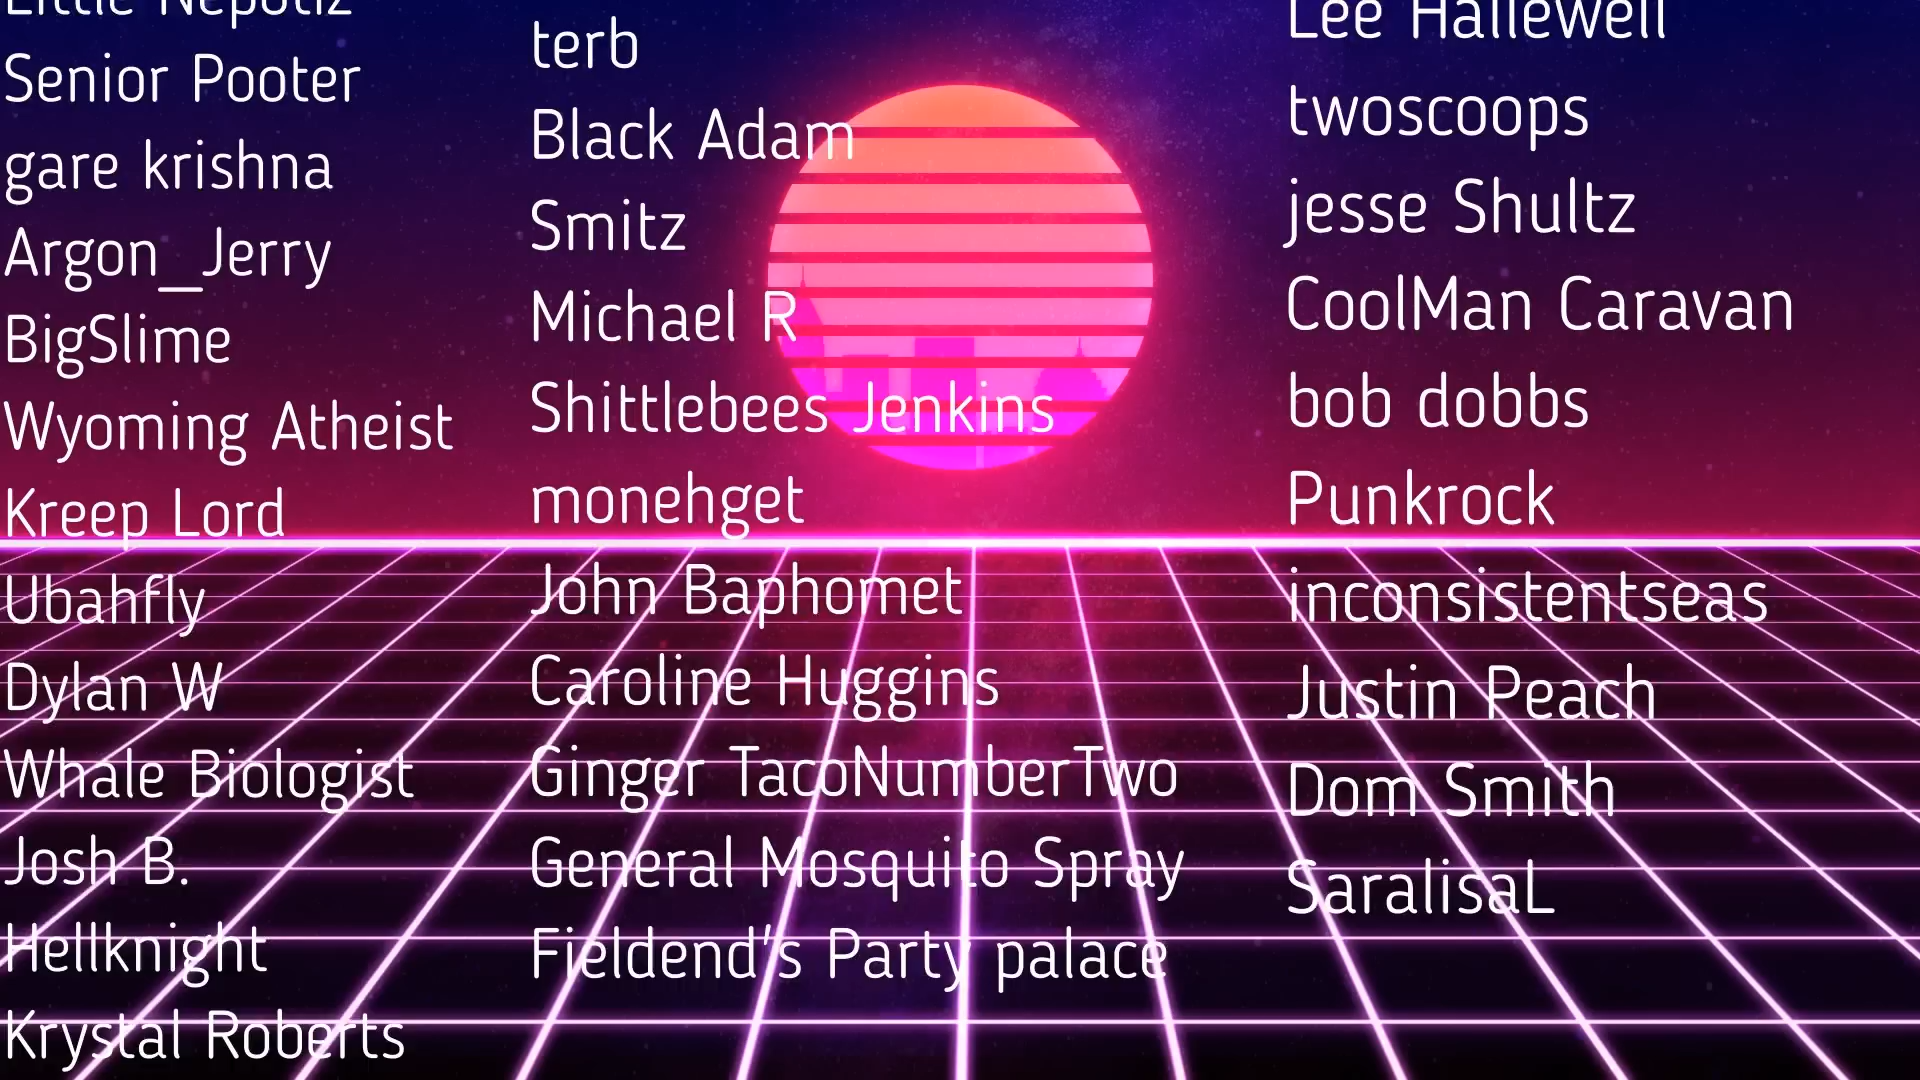 Little Nepotiz
Senior Pooter
gare krishna
Argon_Jerry
BigSlime
Wyoming Atheist
Kreep Lord
Ubahfly
Dylan W
Whale Biologist
Josh B.
Hellknight
Krystal Roberts
terb
Black Adam
Smitz
Michael R
Shittlebees Jenkins
monehget
John Baphomet
Caroline Huggins
Ginger TacoNumberTwo
General Mosquito Spray
Fieldend's Party palace
Lee Hallewell
twoscoops
jesse Shultz
CoolMan Caravan
bob dobbs
Punkrock
inconsistentseas
Justin Peach
Dom Smith
SaralisaL